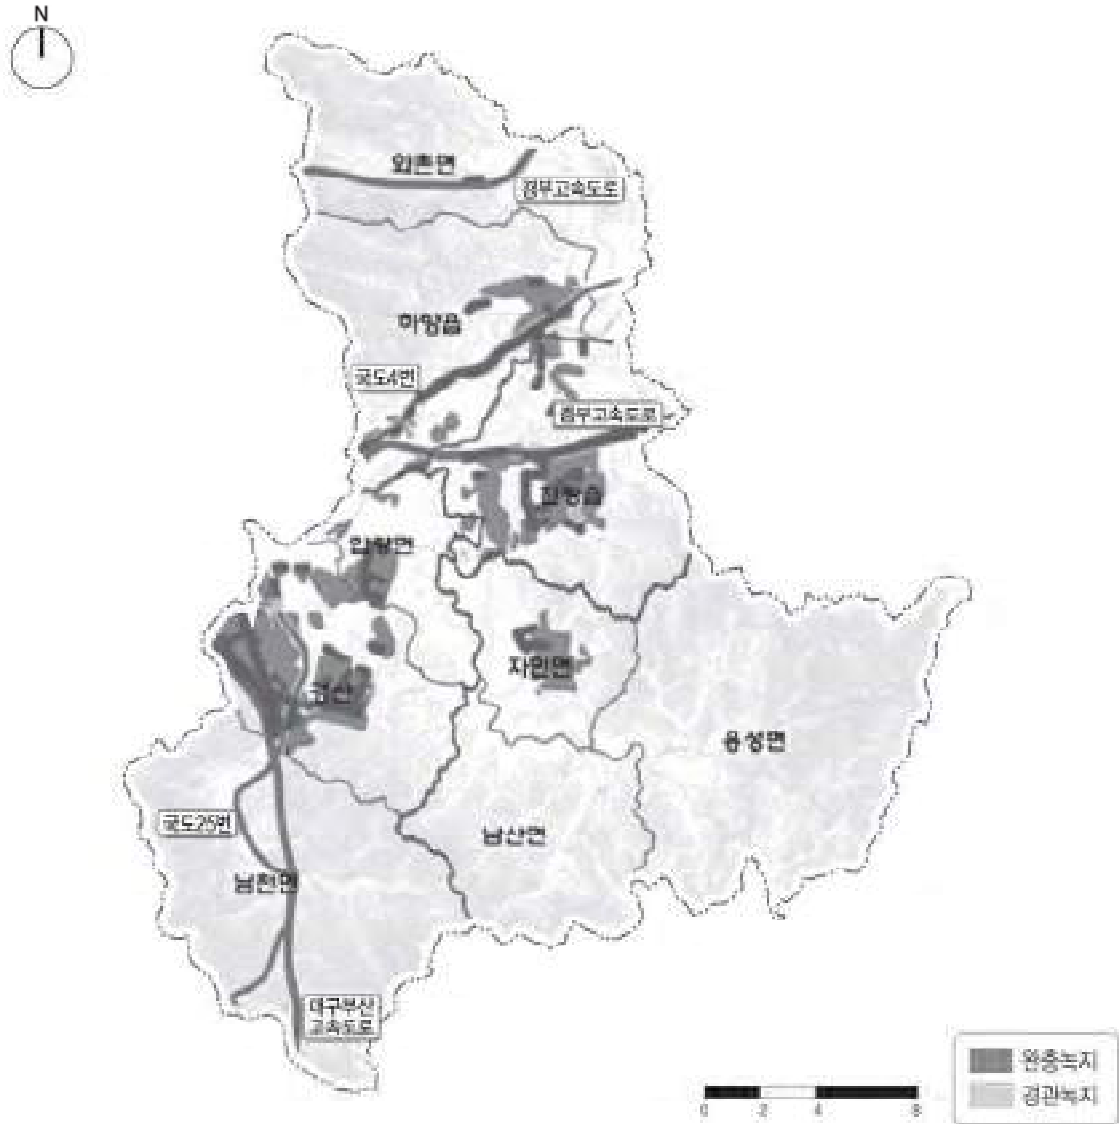 N
와촌면
경부고속도로
하양읍
국도4번
경부고속도로
진량읍
압량면
자인면
경산
용성면
국도25번
남산면
남천면
대구부산
고속도로
완충녹지
경관녹지
0 2 4 8